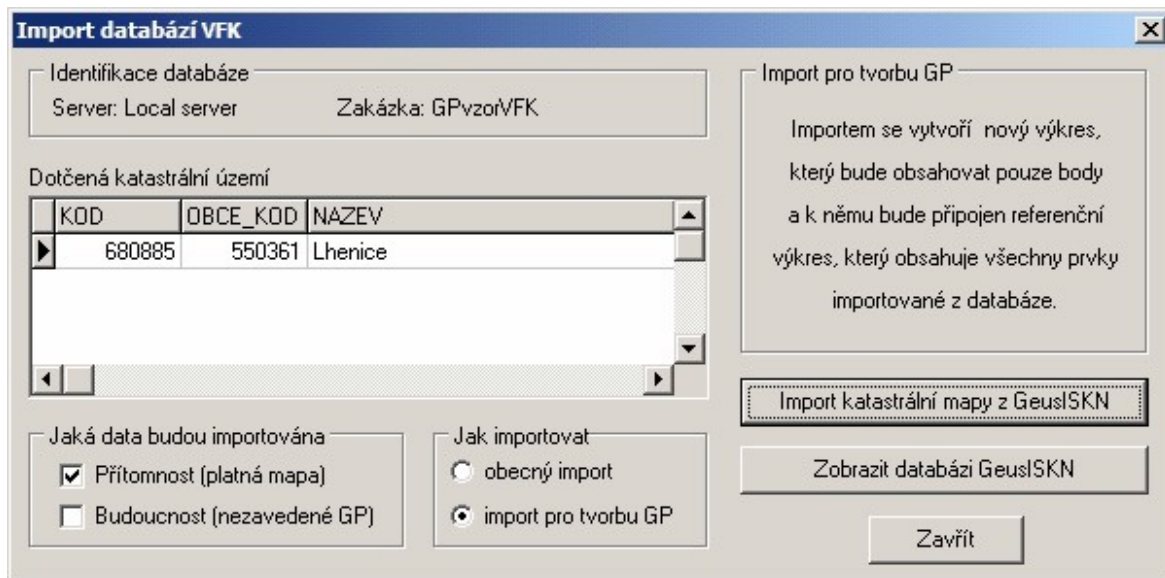 Import databází VFK
Identifikace databáze
Server: Local server Zakázka: GPvzorVFK
Dotčená katastrální území
KOD OBCE_KOD NAZEV
680885 550361 Lhenice
Jaká data budou importována
Přítomnost (platná mapa)
Budoucnost (nezavedené GP)
Jak importovat
obecný import
import pro tvorbu GP
Import pro tvorbu GP
Importem se vytvoří nový výkres,
který bude obsahovat pouze body
a k němu bude připojen referenční
výkres, který obsahuje všechny prvky
importované z databáze.
Import katastrální mapy z GeusISKN
Zobrazit databázi GeusISKN
Zavřít